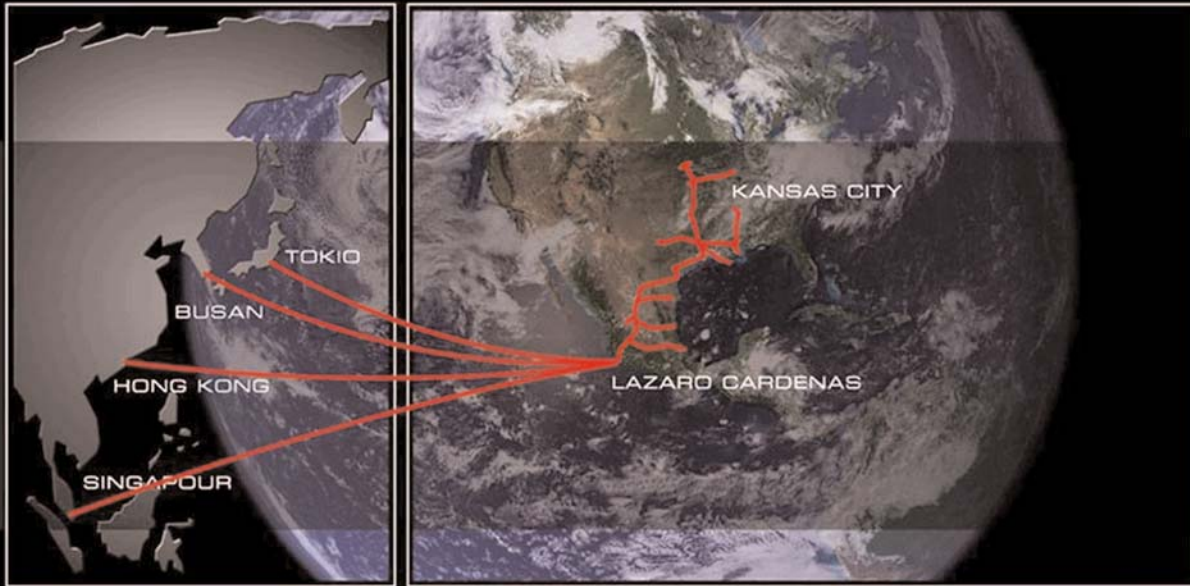 KANSAS CITY
TOKIO
BUSAN
HONG KONG
LAZARO CARDENAS
SINGAPOUR